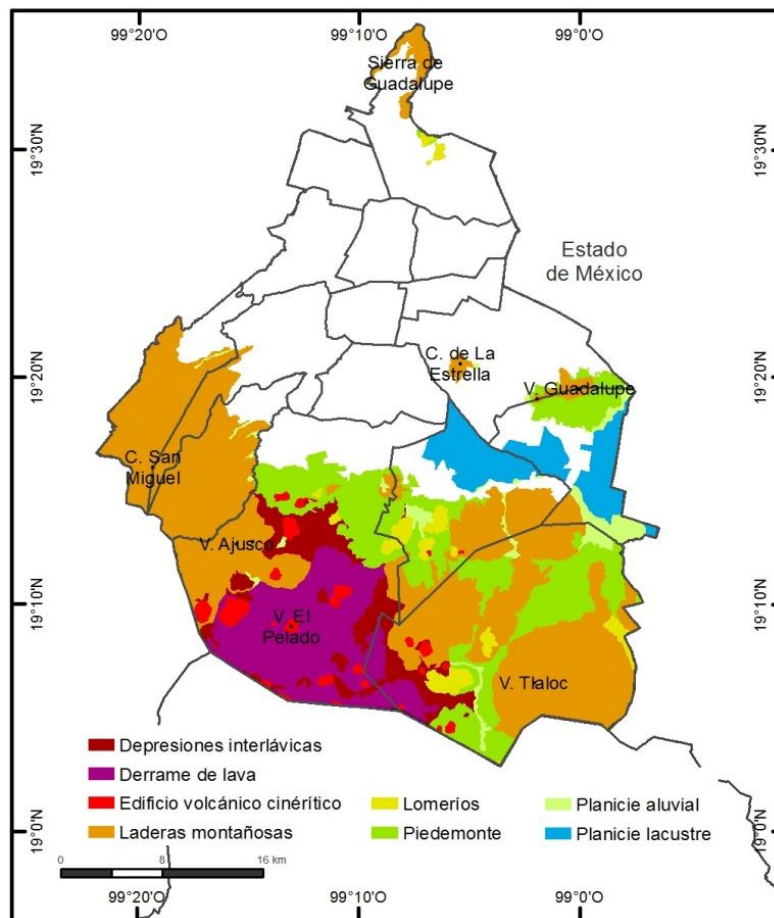 99°20'O 99°10'O 99°0'O
Sierra de
Guadalupe
19°30'N 19°30'N
Estado
de México
C. de La
Estrella
19°20'N 19°20'N
V. Guadalupe
C. San
Miguel
V. Ajusco
19°10'N 19°10'N
V. El
Pelado
V. Tlaloc
Depresiones interlávicas
Derrame de lava
Edificio volcánico cinérítico
Laderas montañosas
Lomeríos
Piedemonte
Planicie aluvial
Planicie lacustre
19°0'N 19°0'N
0 8 16 km
99°20'O 99°10'O 99°0'O